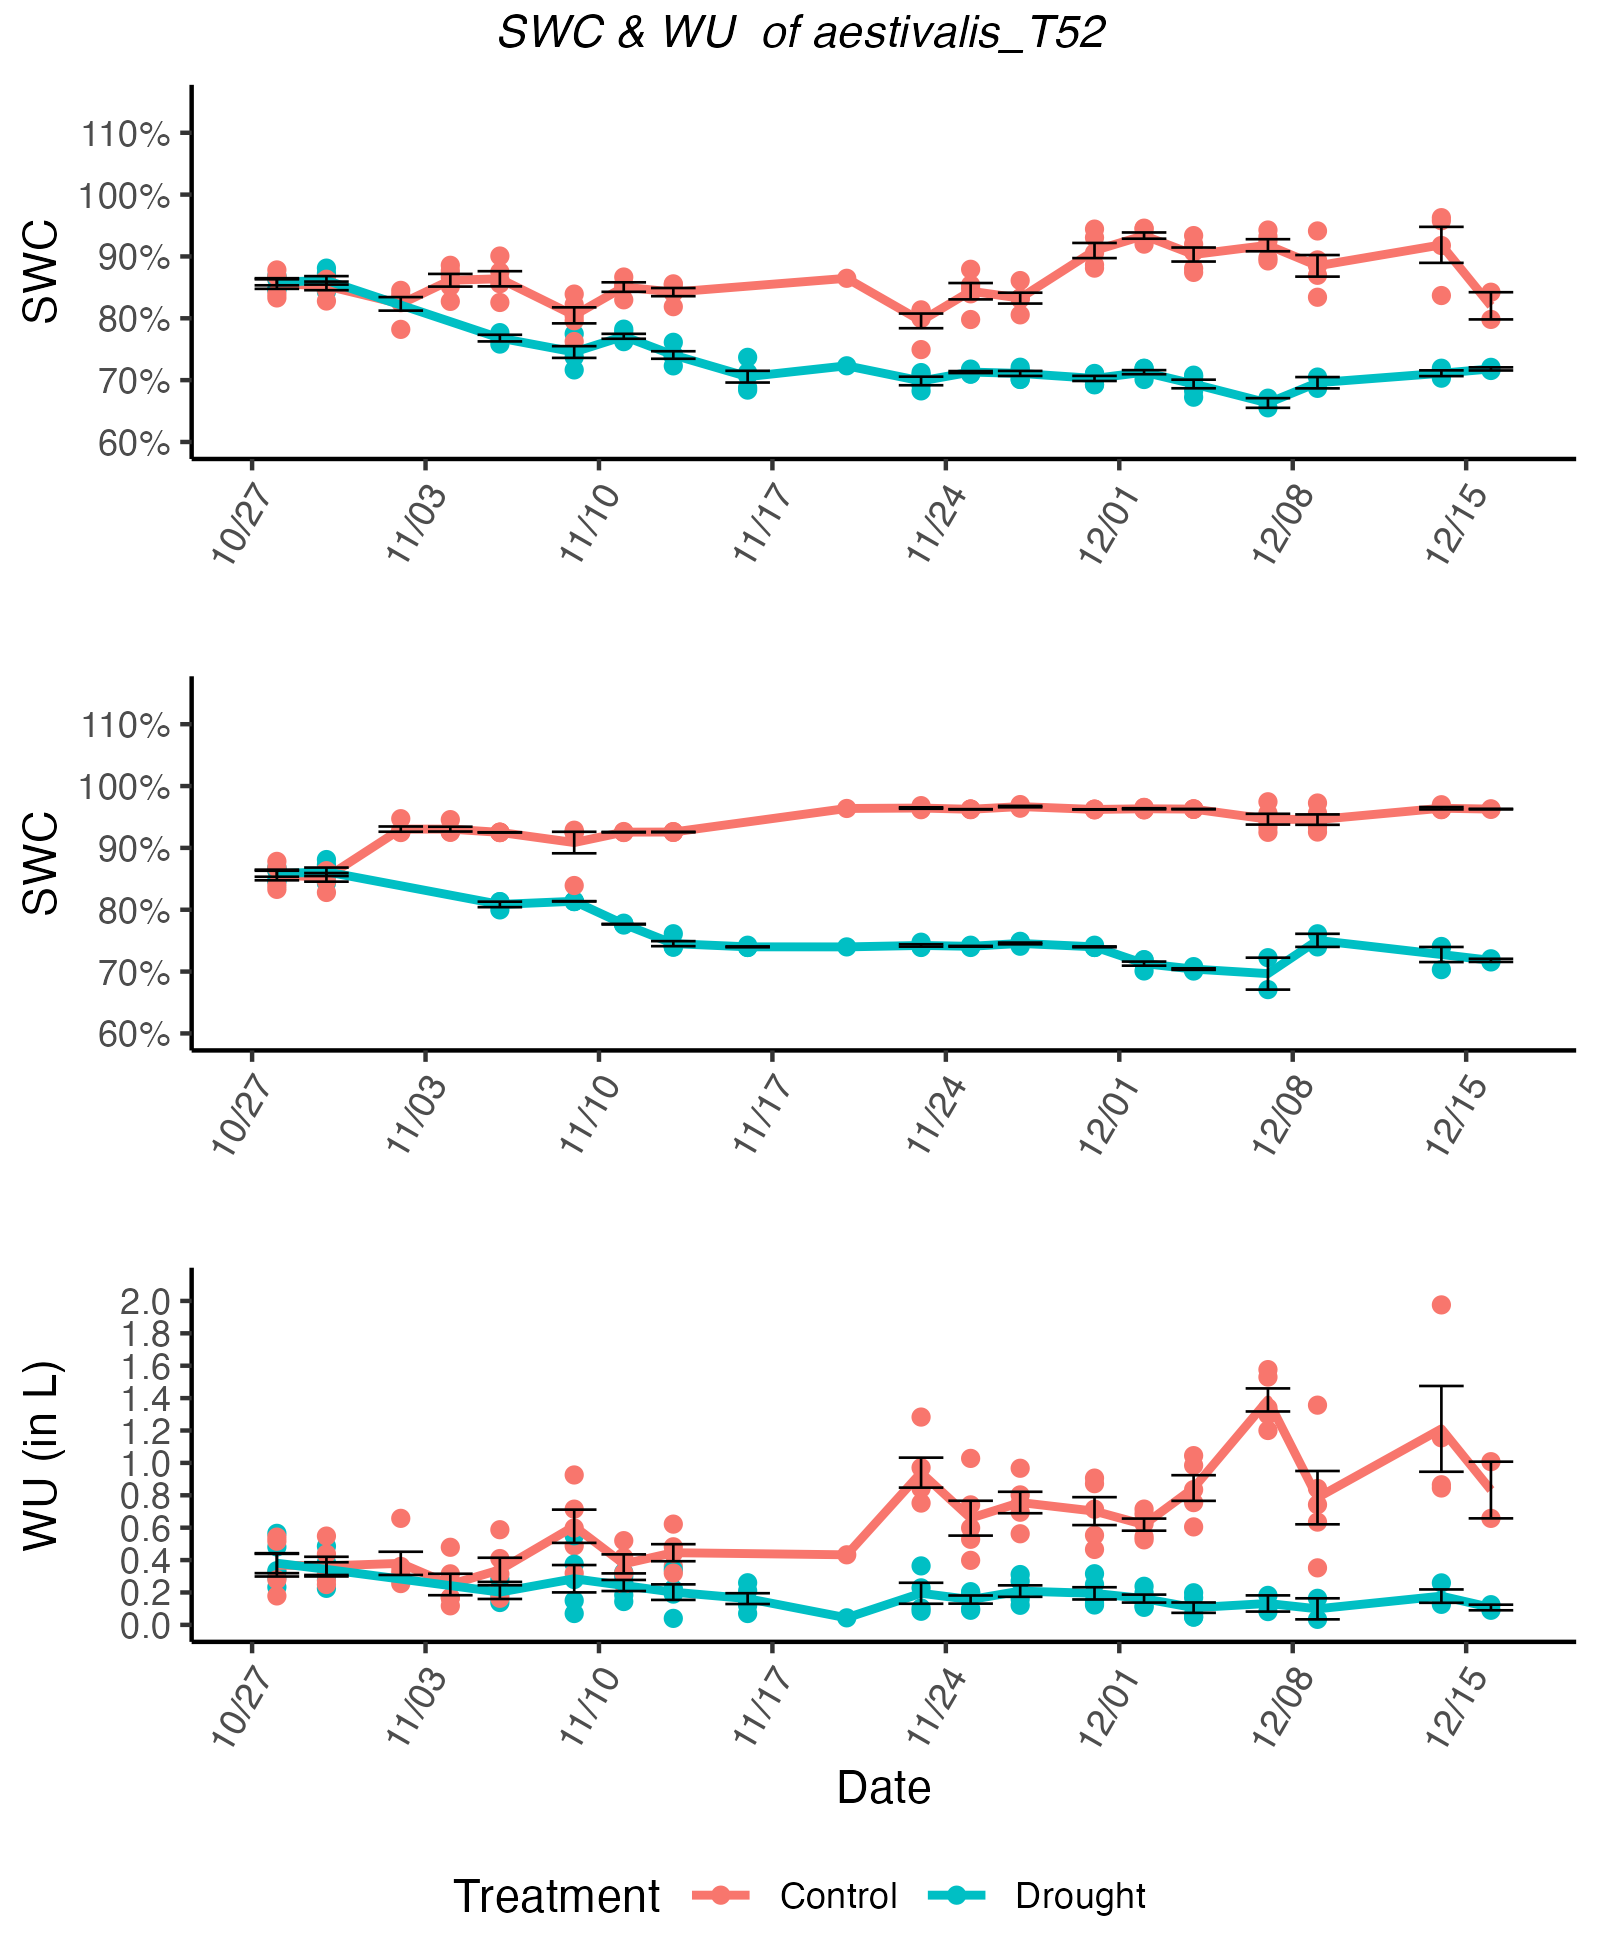 SWC & WU  of aestivalis_T52
SWC
110%
100%
90%
80%
70%
60%
10/27 11/03 11/10 11/17 11/24 12/01 12/08 12/15
SWC
110%
100%
90%
80%
70%
60%
10/27 11/03 11/10 11/17 11/24 12/01 12/08 12/15
WU (in L)
2.0
1.8
1.6
1.4
1.2
1.0
0.8
0.6
0.4
0.2
0.0
10/27 11/03 11/10 11/17 11/24 12/01 12/08 12/15
Date
Treatment Control Drought